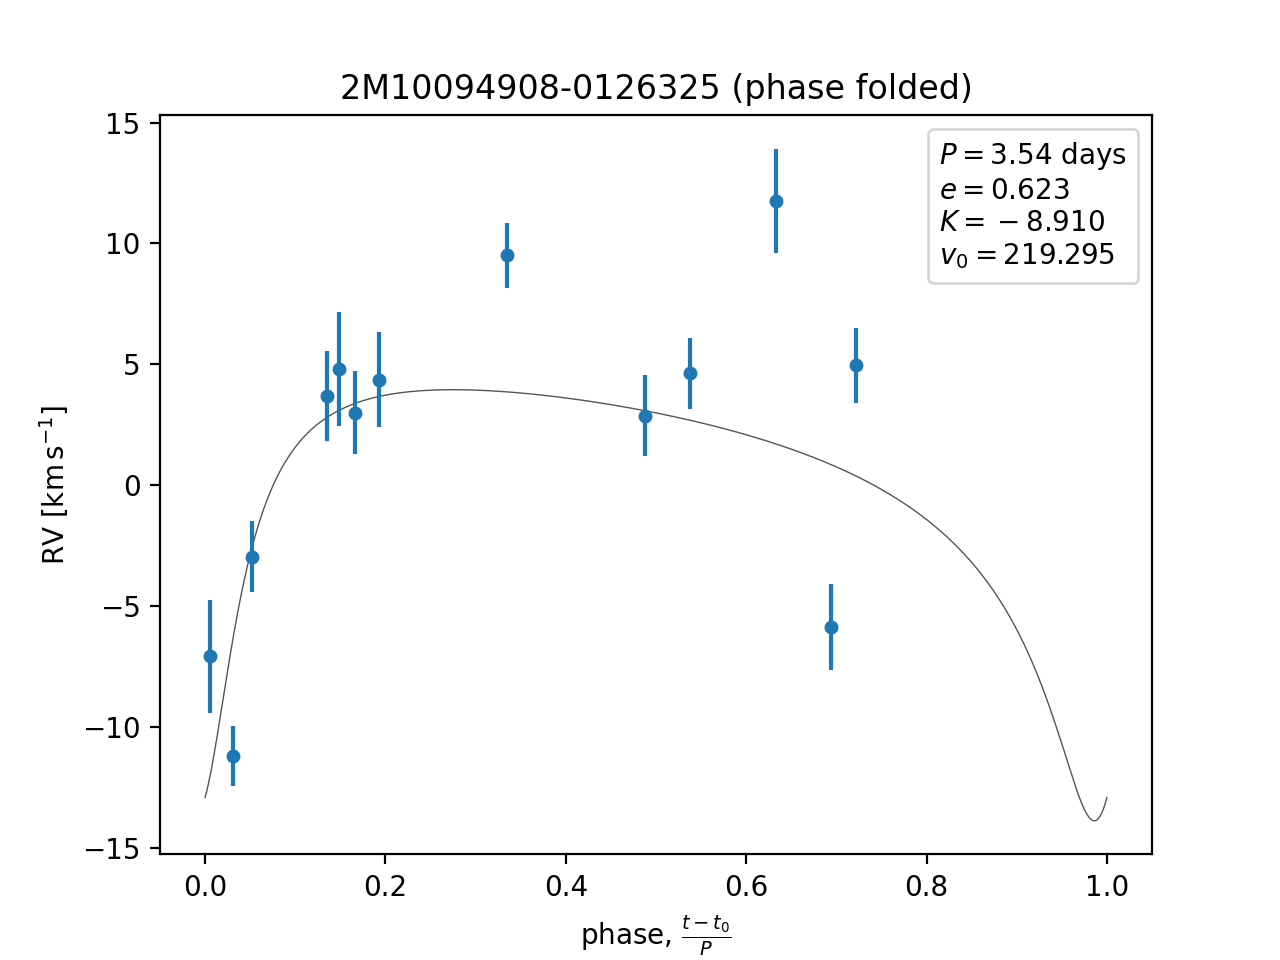 2M10094908-0126325 (phase folded)
P = 3.54 days
e = 0.623
K = − 8.910
v₀ = 219.295
15
10
5
0
−5
−10
−15
RV [km s⁻¹]
0.0 0.2 0.4 0.6 0.8 1.0
phase, (t − t₀)/P